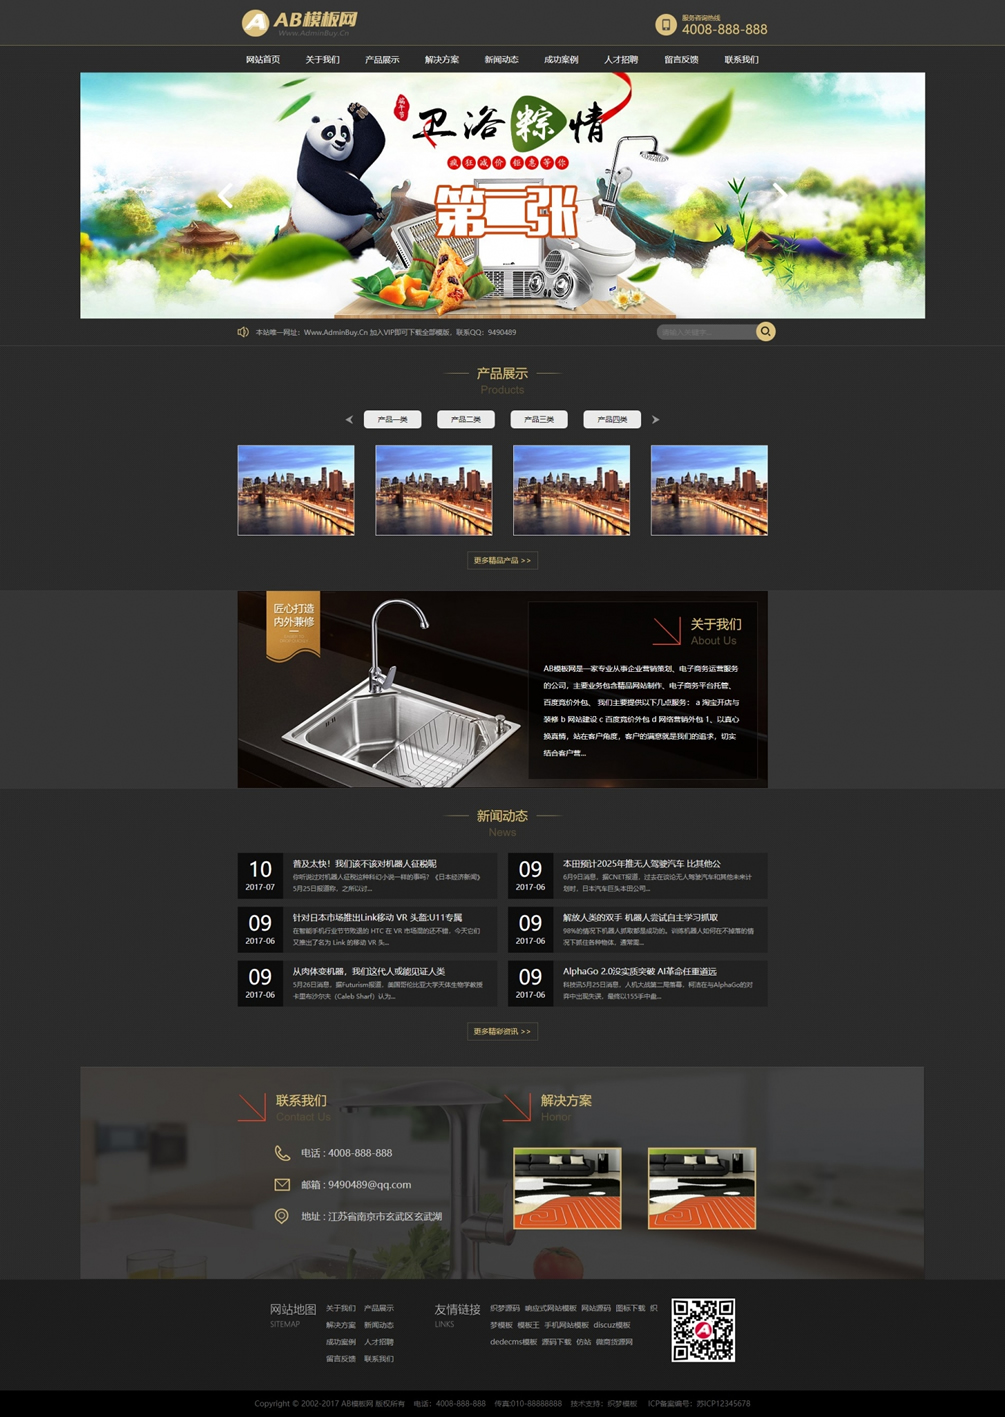 AB模板网
Www.AdminBuy.Cn
服务咨询热线
4008-888-888
网站首页 关于我们 产品展示 解决方案 新闻动态 成功案例 人才招聘 留言反馈 联系我们
端午节
卫浴粽情
疯狂减价 钜惠等你
第二张
本站唯一网址：Www.AdminBuy.Cn 加入VIP即可下载全部模版，联系QQ：9490489
请输入关键字...
产品展示
Products
产品一类 产品二类 产品三类 产品四类
更多精品产品 >>
匠心打造
内外兼修
关于我们
About Us
AB模板网是一家专业从事企业营销策划、电子商务运营服务
的公司，主要业务包含精品网站制作、电子商务平台托管、
百度竞价外包、 我们主要提供以下几点服务： a 淘宝开店与
装修 b 网站建设 c 百度竞价外包 d 网络营销外包 1、以真心
换真情，站在客户角度，客户的满意就是我们的追求，切实
结合客户营...
新闻动态
News
10
2017-07
普及太快！我们该不该对机器人征税呢
你听说过对机器人征税这种科幻小说一样的事吗？《日本经济新闻》
5月25日报道称，之所以讨...
09
2017-06
本田预计2025年推无人驾驶汽车 比其他公
6月9日消息，据CNET报道，过去在谈论无人驾驶汽车和其他未来计
划时，日本汽车巨头本田公司...
09
2017-06
针对日本市场推出Link移动 VR 头盔:U11专属
在智能手机行业节节败退的 HTC 在 VR 市场混的还不错，今天它们
又推出了名为 Link 的移动 VR 头...
09
2017-06
解放人类的双手 机器人尝试自主学习抓取
98%的情况下机器人抓取都是成功的。训练机器人如何在不掉落的情
况下抓住各种物体，通常需...
09
2017-06
从肉体变机器，我们这代人或能见证人类
5月26日消息，据Futurism报道，美国哥伦比亚大学天体生物学教授
卡里布沙尔夫（Caleb Sharf）认为...
09
2017-06
AlphaGo 2.0没实质突破 AI革命任重道远
科技讯5月25日消息，人机大战第二局落幕，柯洁在与AlphaGo的对
弈中出现失误，最终以155手中盘...
更多精彩资讯 >>
联系我们
Contact Us
电话 : 4008-888-888
邮箱 : 9490489@qq.com
地址 : 江苏省南京市玄武区玄武湖
解决方案
Honor
网站地图
SITEMAP
关于我们 产品展示
解决方案 新闻动态
成功案例 人才招聘
留言反馈 联系我们
友情链接
LINKS
织梦源码 响应式网站模板 网站源码 图标下载 织
梦模板 模板王 手机网站模板 discuz模板
dedecms模板 源码下载 仿站 微商货源网
Copyright © 2002-2017 AB模板网 版权所有 电话：4008-888-888 传真:010-88888888 技术支持：织梦模板 ICP备案编号：苏ICP12345678